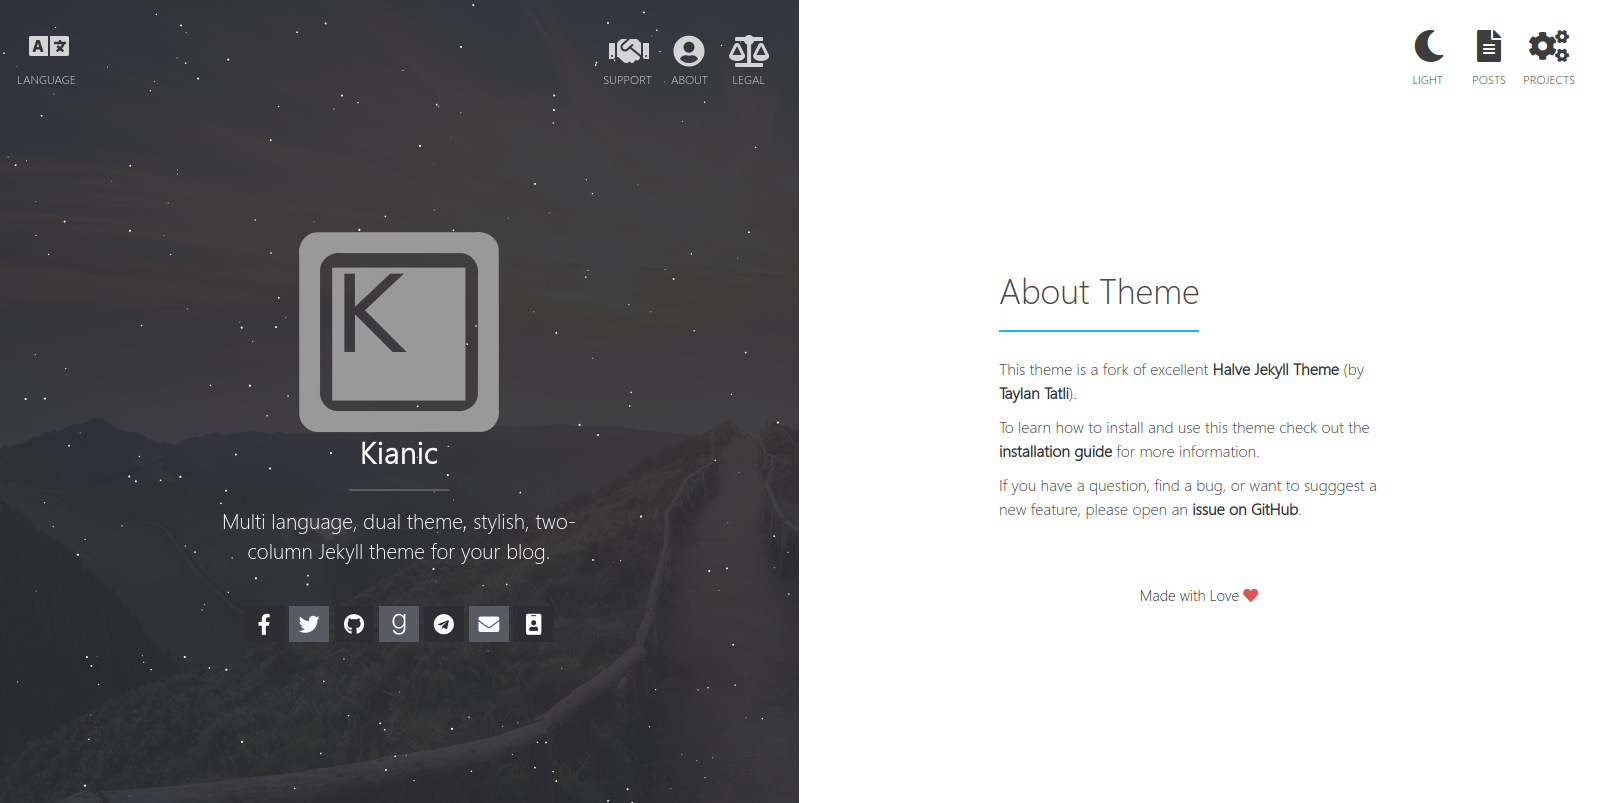 LANGUAGE
SUPPORT
ABOUT
LEGAL
K
Kianic
Multi language, dual theme, stylish, two-
column Jekyll theme for your blog.
LIGHT
POSTS
PROJECTS
About Theme
This theme is a fork of excellent Halve Jekyll Theme (by
Taylan Tatli).
To learn how to install and use this theme check out the
installation guide for more information.
If you have a question, find a bug, or want to sugggest a
new feature, please open an issue on GitHub.
Made with Love